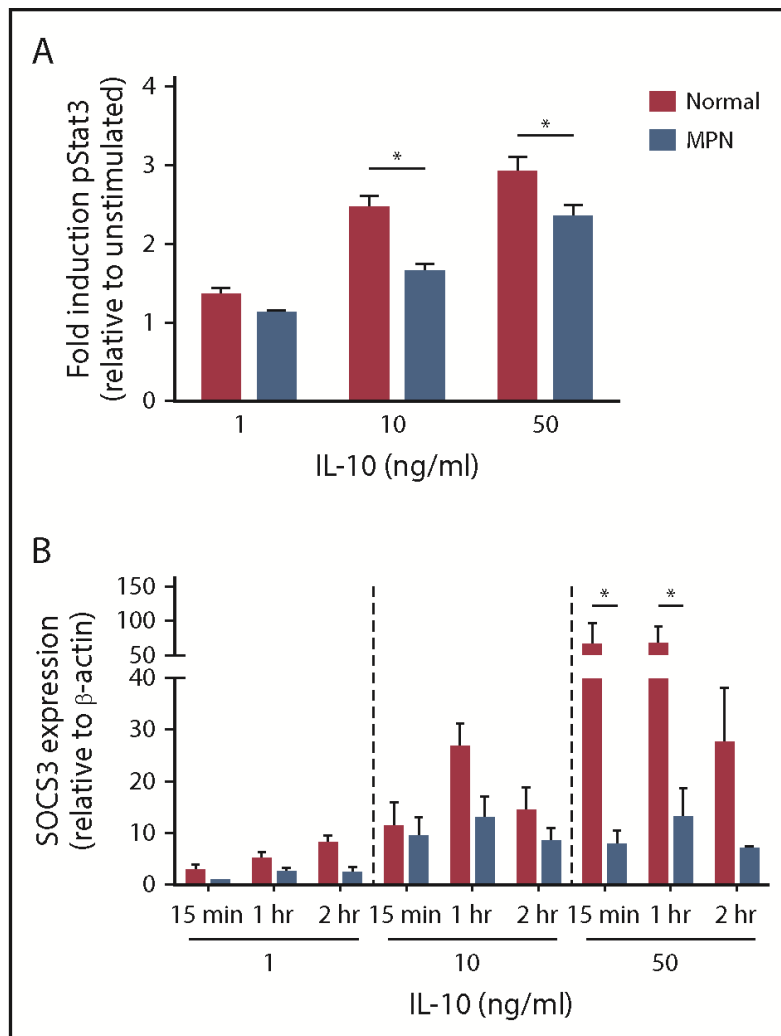 A
Fold induction pStat3
(relative to unstimulated)
4
3
2
1
0
*
*
Normal
MPN
1 10 50
IL-10 (ng/ml)
B
SOCS3 expression
(relative to β-actin)
150
100
50
40
30
20
10
0
*
*
15 min 1 hr 2 hr 15 min 1 hr 2 hr 15 min 1 hr 2 hr
1 10 50
IL-10 (ng/ml)